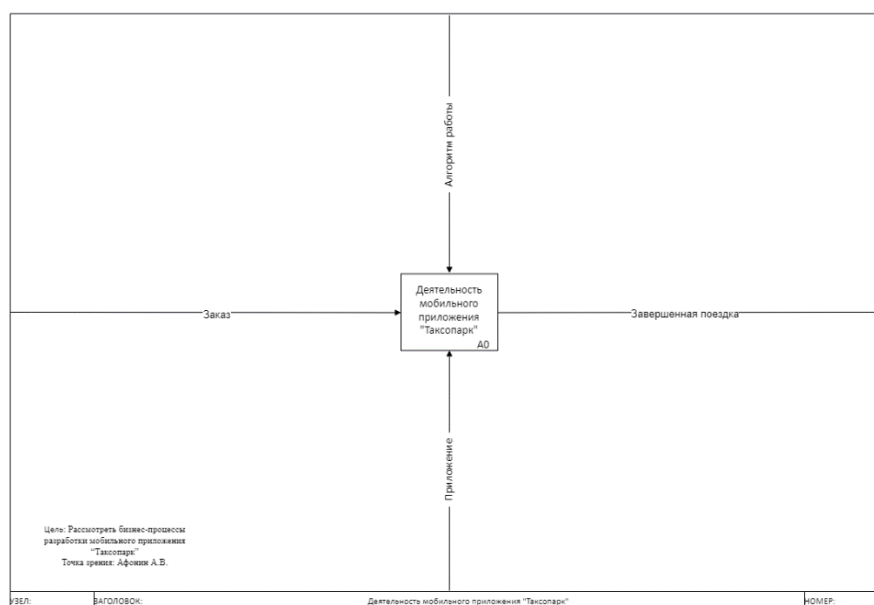 Алгоритм работы
Деятельность
мобильного
приложения
"Таксопарк"
A0
Заказ
Завершенная поездка
Приложение
Цель: Рассмотреть бизнес-процессы
разработки мобильного приложения
"Таксопарк"
Точка зрения: Афонин А.В.
УЗЕЛ:
ЗАГОЛОВОК:
Деятельность мобильного приложения "Таксопарк"
НОМЕР: